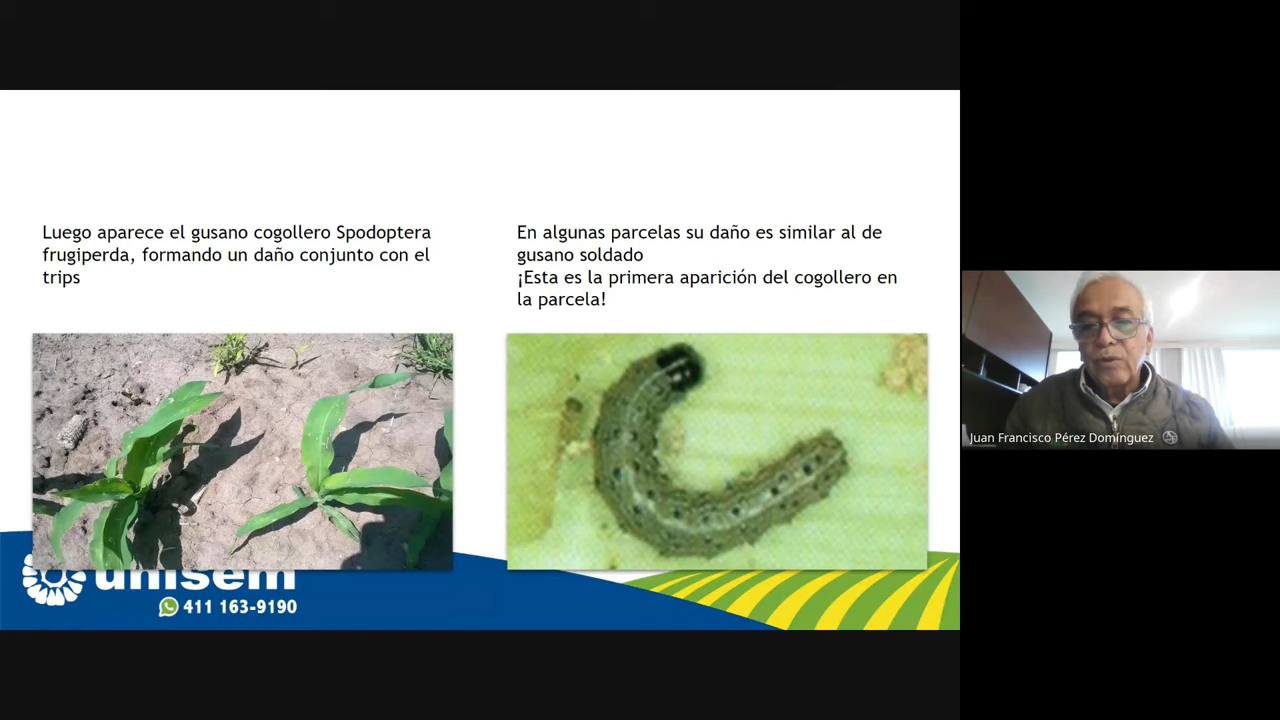 Luego aparece el gusano cogollero Spodoptera
frugiperda, formando un daño conjunto con el
trips
En algunas parcelas su daño es similar al de
gusano soldado
¡Esta es la primera aparición del cogollero en
la parcela!
unisem
411 163-9190
Juan Francisco Pérez Domínguez